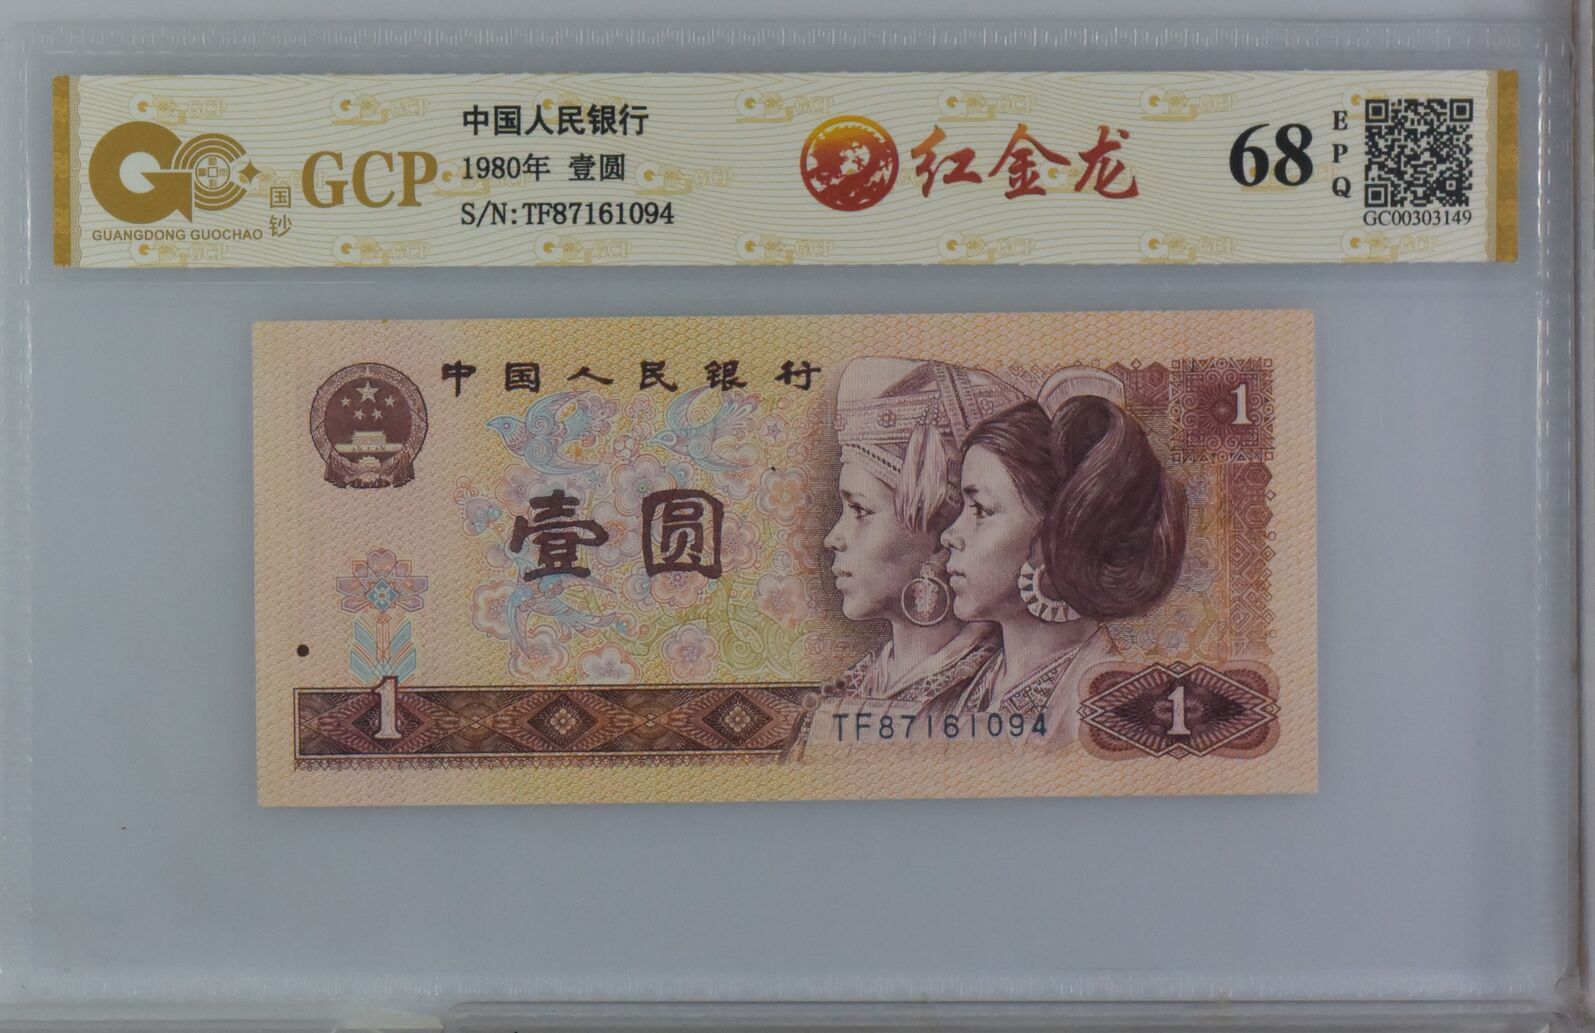 GUANGDONG GUOCHAO
国钞
GCP
中国人民银行
1980年 壹圆
S/N:TF87161094
红金龙
68
EPQ
GC00303149
中国人民银行
1
壹圆
1
TF87161094
1